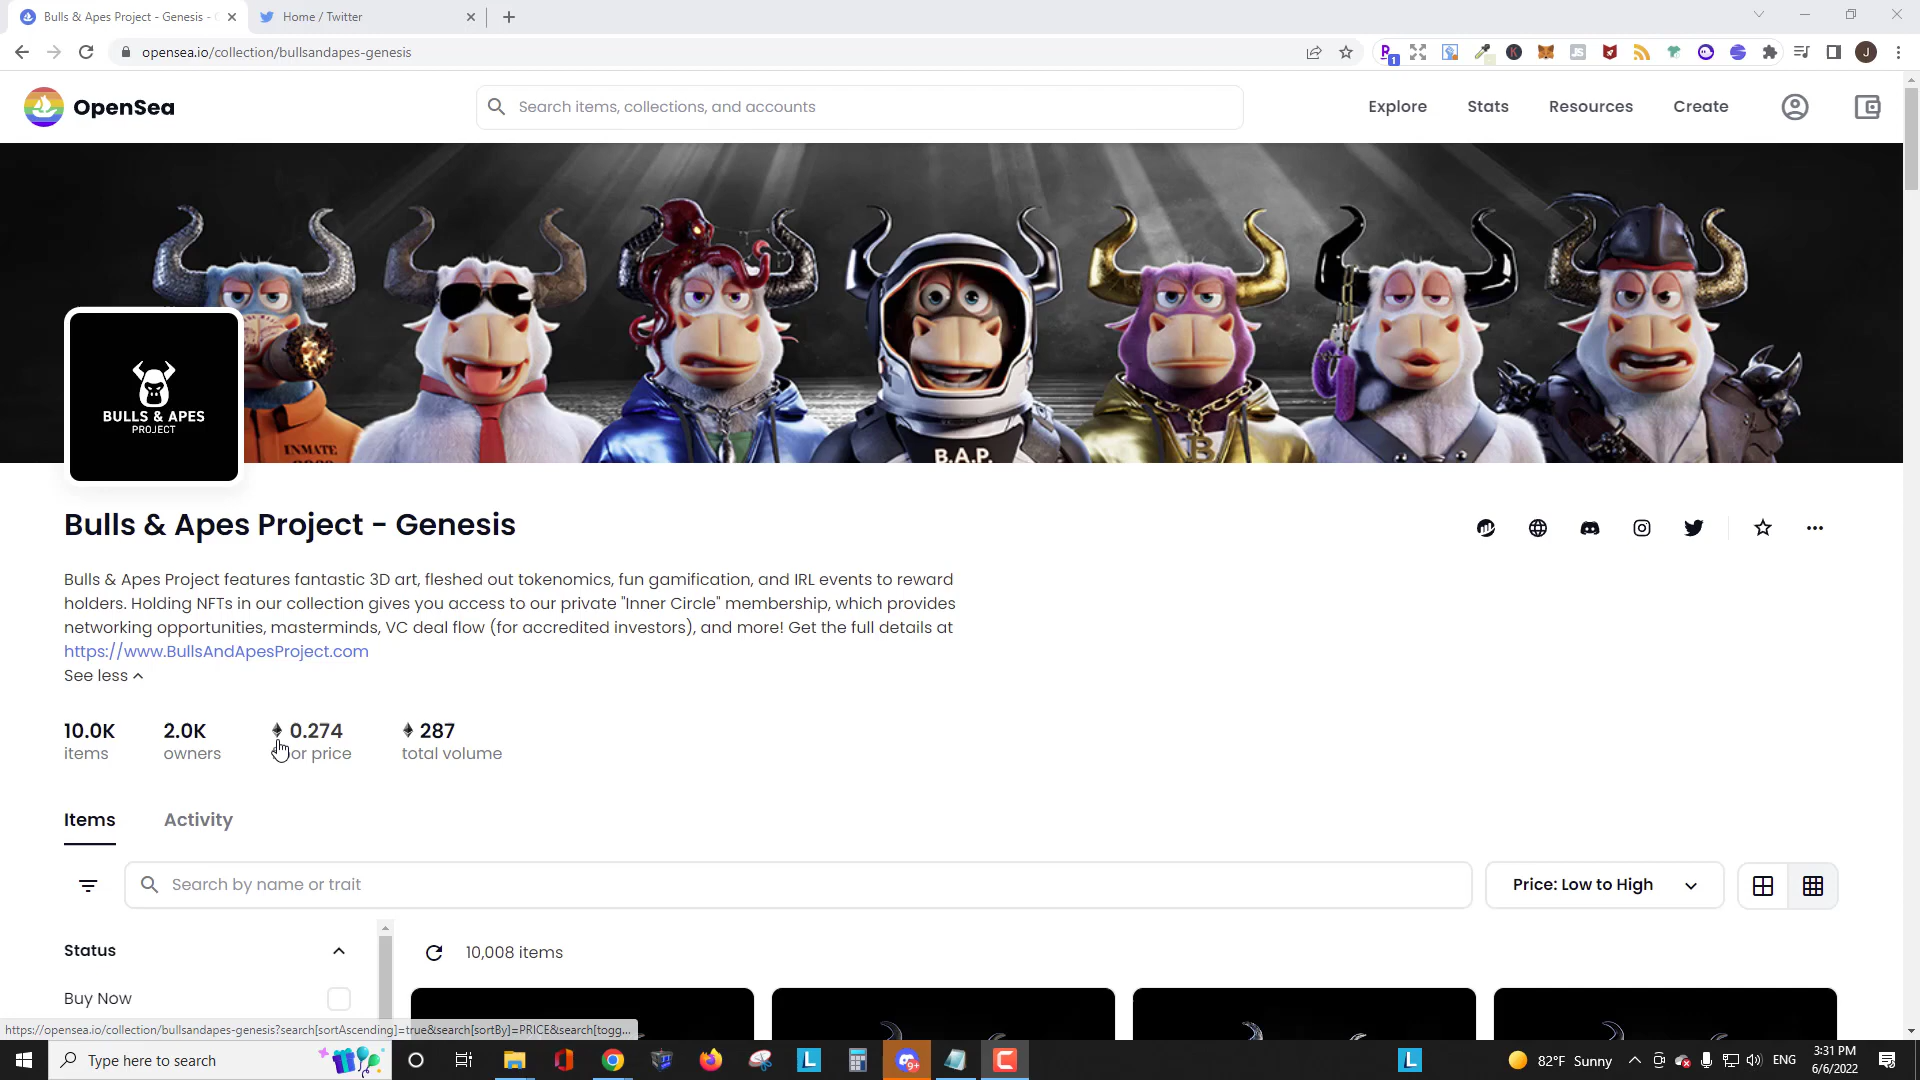 Bulls & Apes Project - Genesis -
Home / Twitter
opensea.io/collection/bullsandapes-genesis
1
JS
J
OpenSea
Search items, collections, and accounts
Explore
Stats
Resources
Create
INMATE
B.A.P.
BULLS & APES
PROJECT
Bulls & Apes Project - Genesis
Bulls & Apes Project features fantastic 3D art, fleshed out tokenomics, fun gamification, and IRL events to reward
holders. Holding NFTs in our collection gives you access to our private "Inner Circle" membership, which provides
networking opportunities, masterminds, VC deal flow (for accredited investors), and more! Get the full details at
https://www.BullsAndApesProject.com
See less
10.0K
2.0K
0.274
287
items
owners
or price
total volume
Items
Activity
Search by name or trait
Price: Low to High
Status
10,008 items
Buy Now
https://opensea.io/collection/bullsandapes-genesis?search[sortAscending]=true&search[sortBy]=PRICE&search[togg...
Type here to search
L
9+
C
L
82°F Sunny
ENG
3:31 PM
6/6/2022